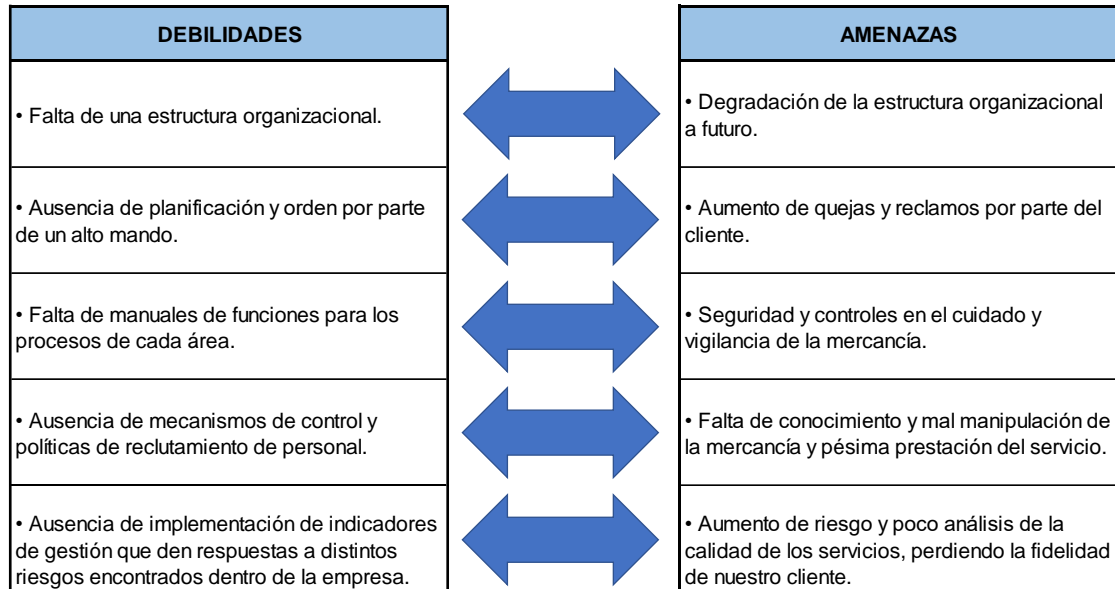 DEBILIDADES
AMENAZAS
• Falta de una estructura organizacional.
• Degradación de la estructura organizacional
a futuro.
• Ausencia de planificación y orden por parte
de un alto mando.
• Aumento de quejas y reclamos por parte del
cliente.
• Falta de manuales de funciones para los
procesos de cada área.
• Seguridad y controles en el cuidado y
vigilancia de la mercancía.
• Ausencia de mecanismos de control y
políticas de reclutamiento de personal.
• Falta de conocimiento y mal manipulación de
la mercancía y pésima prestación del servicio.
• Ausencia de implementación de indicadores
de gestión que den respuestas a distintos
riesgos encontrados dentro de la empresa.
• Aumento de riesgo y poco análisis de la
calidad de los servicios, perdiendo la fidelidad
de nuestro cliente.